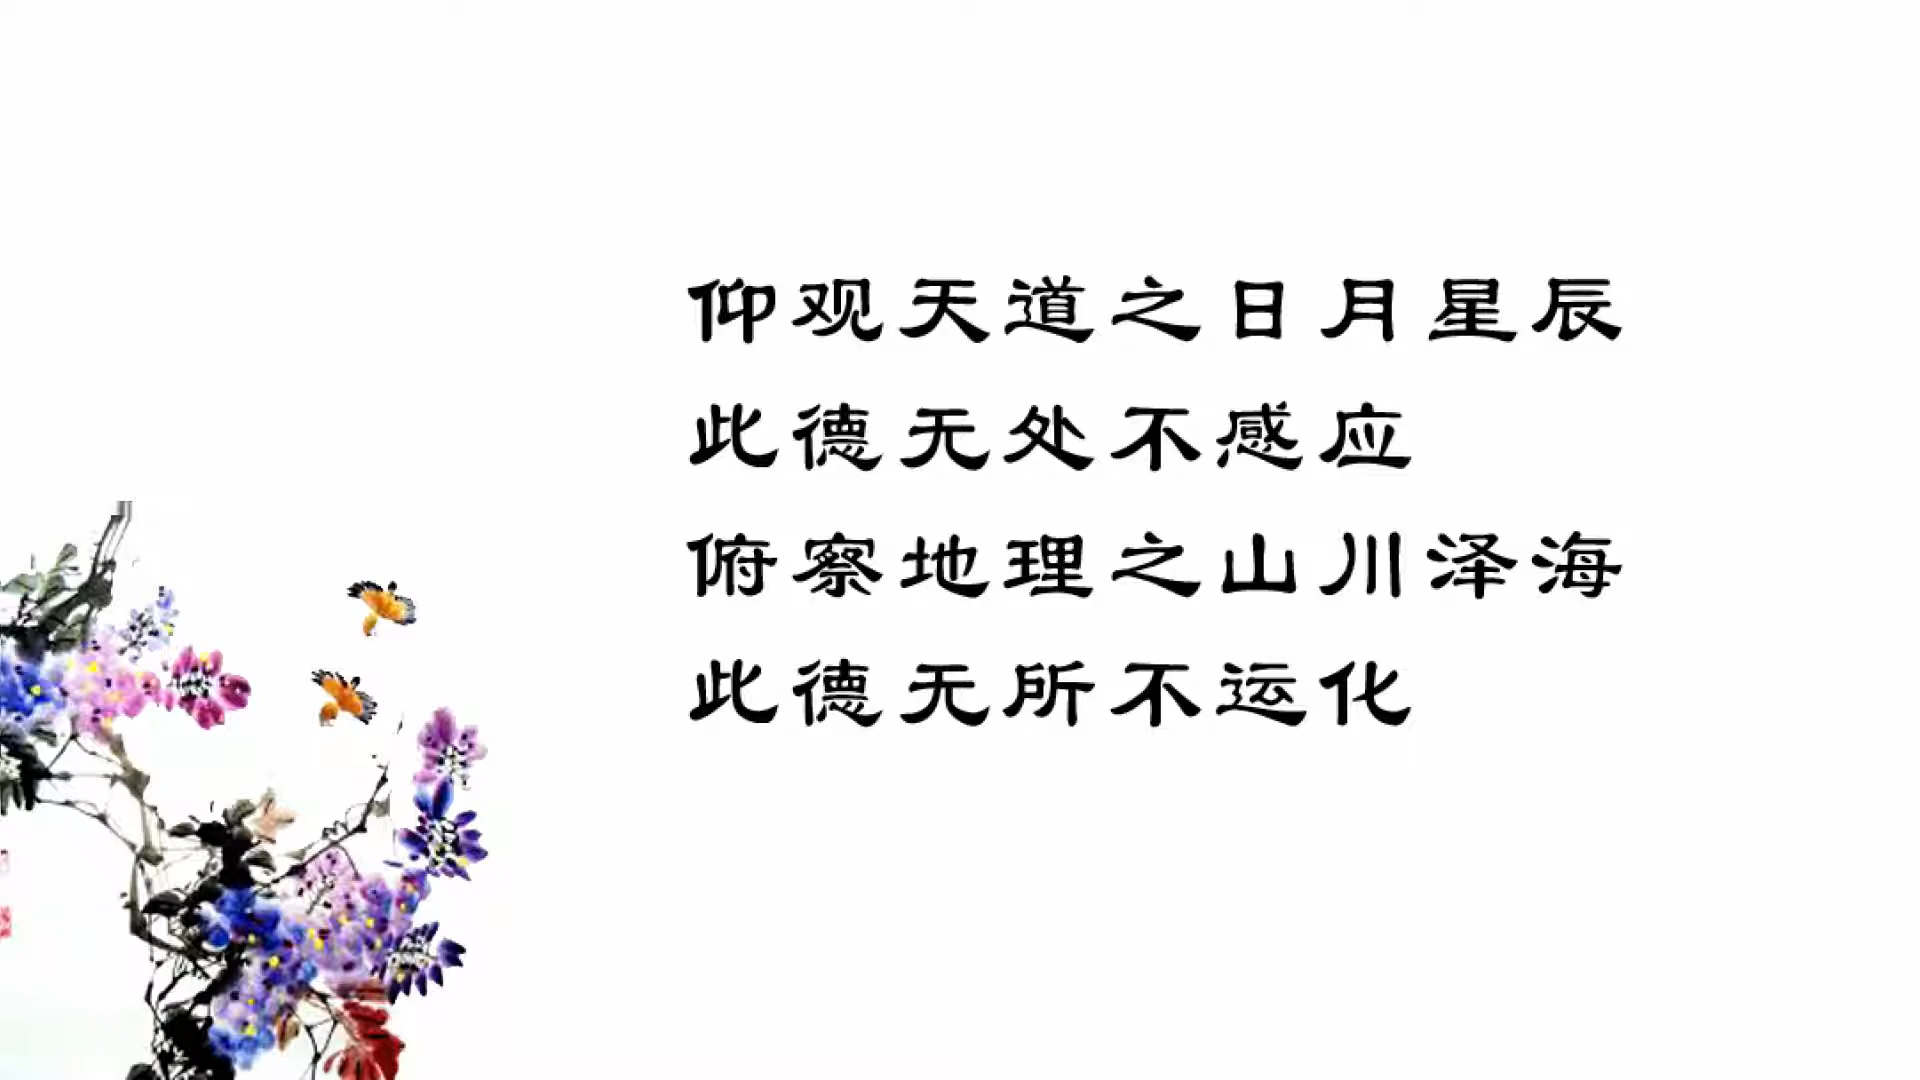 仰观天道之日月星辰
此德无处不感应
俯察地理之山川泽海
此德无所不运化